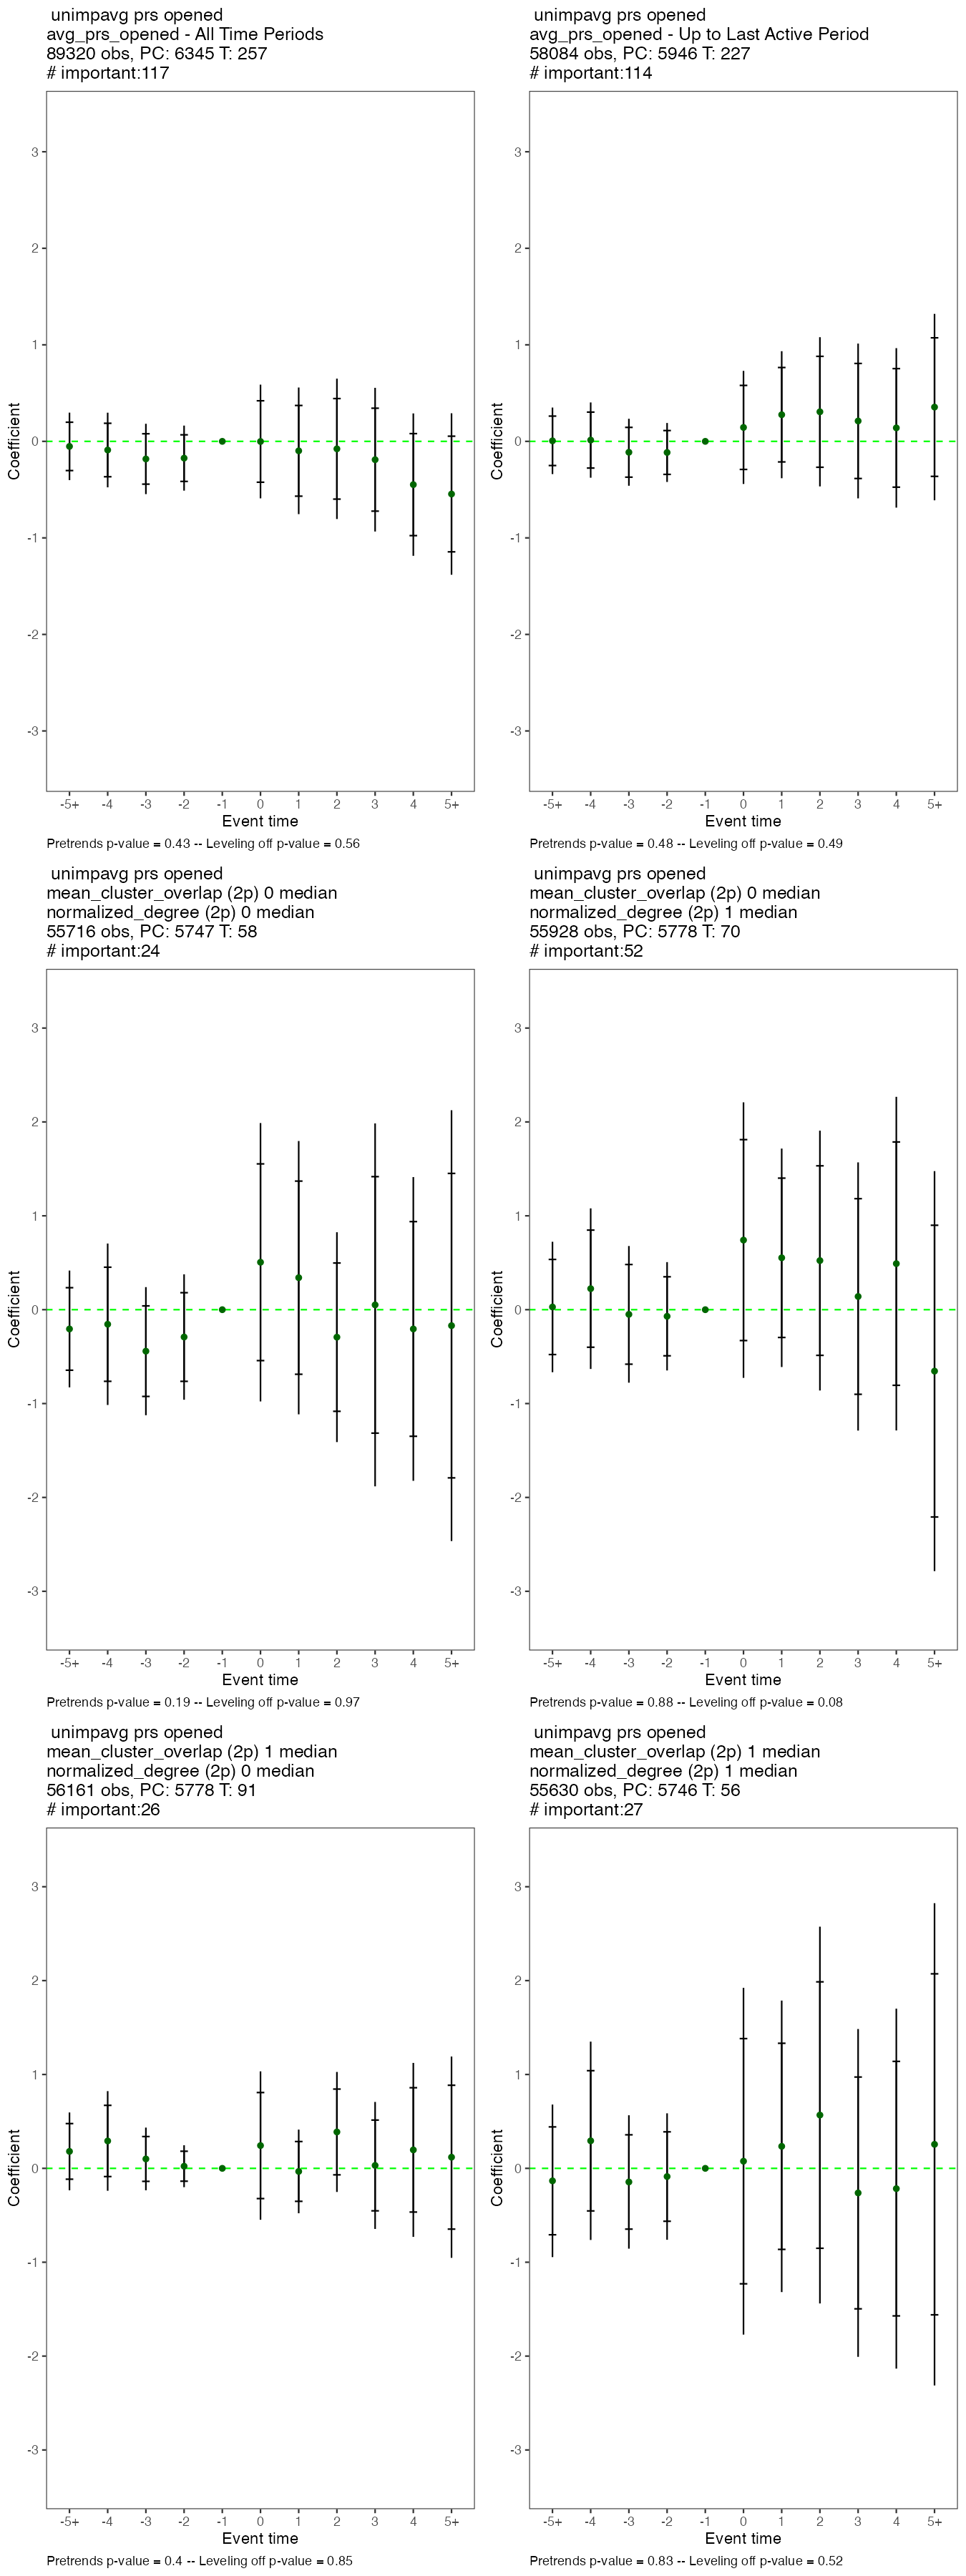 unimpavg prs opened
avg_prs_opened - All Time Periods
89320 obs, PC: 6345 T: 257
# important:117
3
2
1
0
-1
-2
-3
Coefficient
-5+ -4 -3 -2 -1 0 1 2 3 4 5+
Event time
Pretrends p-value = 0.43 -- Leveling off p-value = 0.56
unimpavg prs opened
avg_prs_opened - Up to Last Active Period
58084 obs, PC: 5946 T: 227
# important:114
3
2
1
0
-1
-2
-3
Coefficient
-5+ -4 -3 -2 -1 0 1 2 3 4 5+
Event time
Pretrends p-value = 0.48 -- Leveling off p-value = 0.49
unimpavg prs opened
mean_cluster_overlap (2p) 0 median
normalized_degree (2p) 0 median
55716 obs, PC: 5747 T: 58
# important:24
3
2
1
0
-1
-2
-3
Coefficient
-5+ -4 -3 -2 -1 0 1 2 3 4 5+
Event time
Pretrends p-value = 0.19 -- Leveling off p-value = 0.97
unimpavg prs opened
mean_cluster_overlap (2p) 0 median
normalized_degree (2p) 1 median
55928 obs, PC: 5778 T: 70
# important:52
3
2
1
0
-1
-2
-3
Coefficient
-5+ -4 -3 -2 -1 0 1 2 3 4 5+
Event time
Pretrends p-value = 0.88 -- Leveling off p-value = 0.08
unimpavg prs opened
mean_cluster_overlap (2p) 1 median
normalized_degree (2p) 0 median
56161 obs, PC: 5778 T: 91
# important:26
3
2
1
0
-1
-2
-3
Coefficient
-5+ -4 -3 -2 -1 0 1 2 3 4 5+
Event time
Pretrends p-value = 0.4 -- Leveling off p-value = 0.85
unimpavg prs opened
mean_cluster_overlap (2p) 1 median
normalized_degree (2p) 1 median
55630 obs, PC: 5746 T: 56
# important:27
3
2
1
0
-1
-2
-3
Coefficient
-5+ -4 -3 -2 -1 0 1 2 3 4 5+
Event time
Pretrends p-value = 0.83 -- Leveling off p-value = 0.52